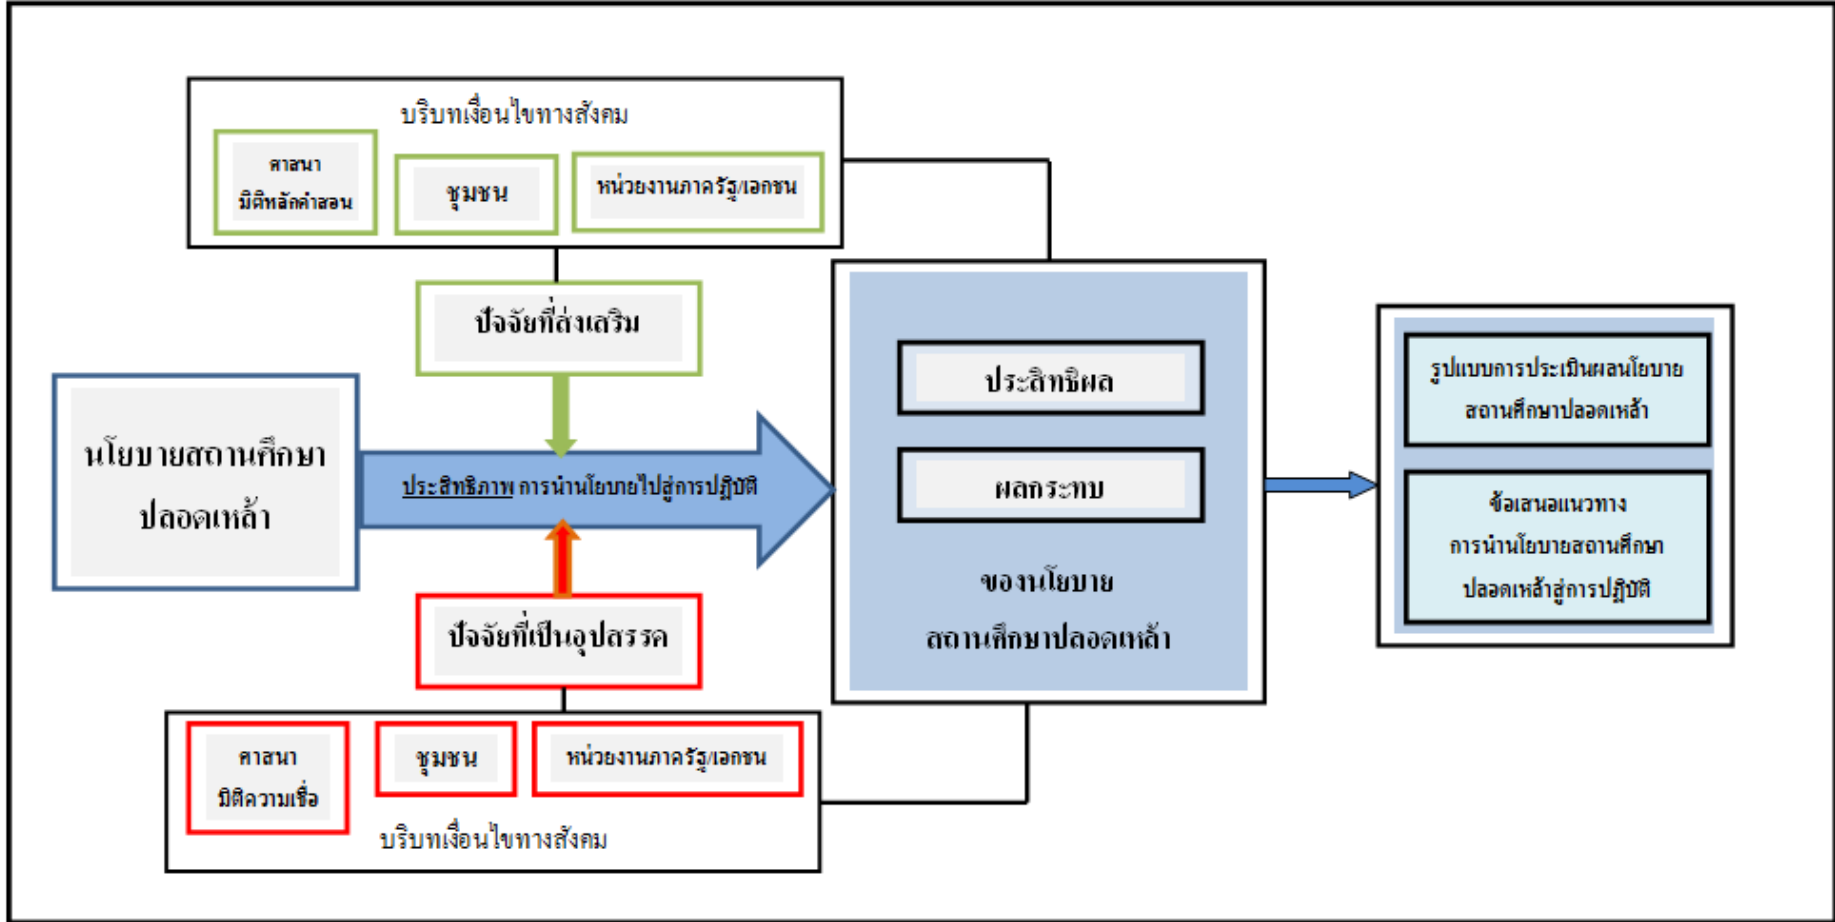 บริบทเงื่อนไขทางสังคม
ศาสนา
มิติหลักคำสอน
ชุมชน
หน่วยงานภาครัฐ/เอกชน
ปัจจัยที่ส่งเสริม
นโยบายสถานศึกษา
ปลอดเหล้า
ประสิทธิภาพ การนำนโยบายไปสู่การปฏิบัติ
ปัจจัยที่เป็นอุปสรรค
ศาสนา
มิติความเชื่อ
ชุมชน
หน่วยงานภาครัฐ/เอกชน
บริบทเงื่อนไขทางสังคม
ประสิทธิผล
ผลกระทบ
ของนโยบาย
สถานศึกษาปลอดเหล้า
รูปแบบการประเมินผลนโยบาย
สถานศึกษาปลอดเหล้า
ข้อเสนอแนวทาง
การนำนโยบายสถานศึกษา
ปลอดเหล้าสู่การปฏิบัติ